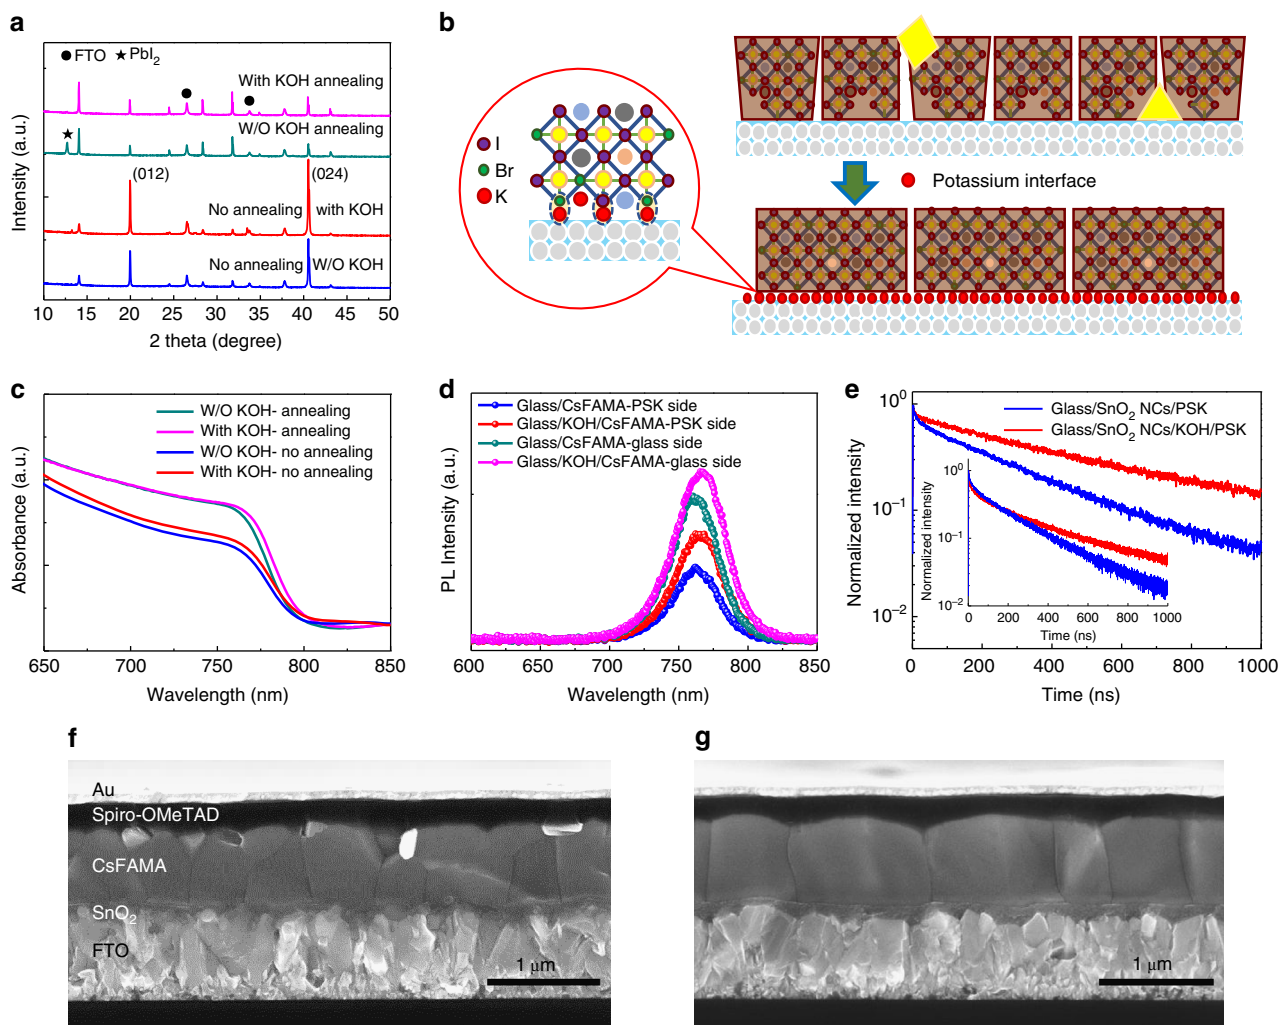 a
FTO ★ PbI2
With KOH annealing
W/O KOH annealing
(012)
(024)
No annealing with KOH
No annealing W/O KOH
Intensity (a.u.)
10 15 20 25 30 35 40 45 50
2 theta (degree)
b
I
Br
K
Potassium interface
c
W/O KOH- annealing
With KOH- annealing
W/O KOH- no annealing
With KOH- no annealing
Absorbance (a.u.)
650 700 750 800 850
Wavelength (nm)
d
Glass/CsFAMA-PSK side
Glass/KOH/CsFAMA-PSK side
Glass/CsFAMA-glass side
Glass/KOH/CsFAMA-glass side
PL Intensity (a.u.)
600 650 700 750 800 850
Wavelength (nm)
e
Glass/SnO2 NCs/PSK
Glass/SnO2 NCs/KOH/PSK
Normalized intensity
10^0
10^-1
10^-2
0 200 400 600 800 1000
Time (ns)
Normalized intensity
10^0
10^-1
10^-2
0 200 400 600 800 1000
Time (ns)
f
Au
Spiro-OMeTAD
CsFAMA
SnO2
FTO
1 μm
g
1 μm